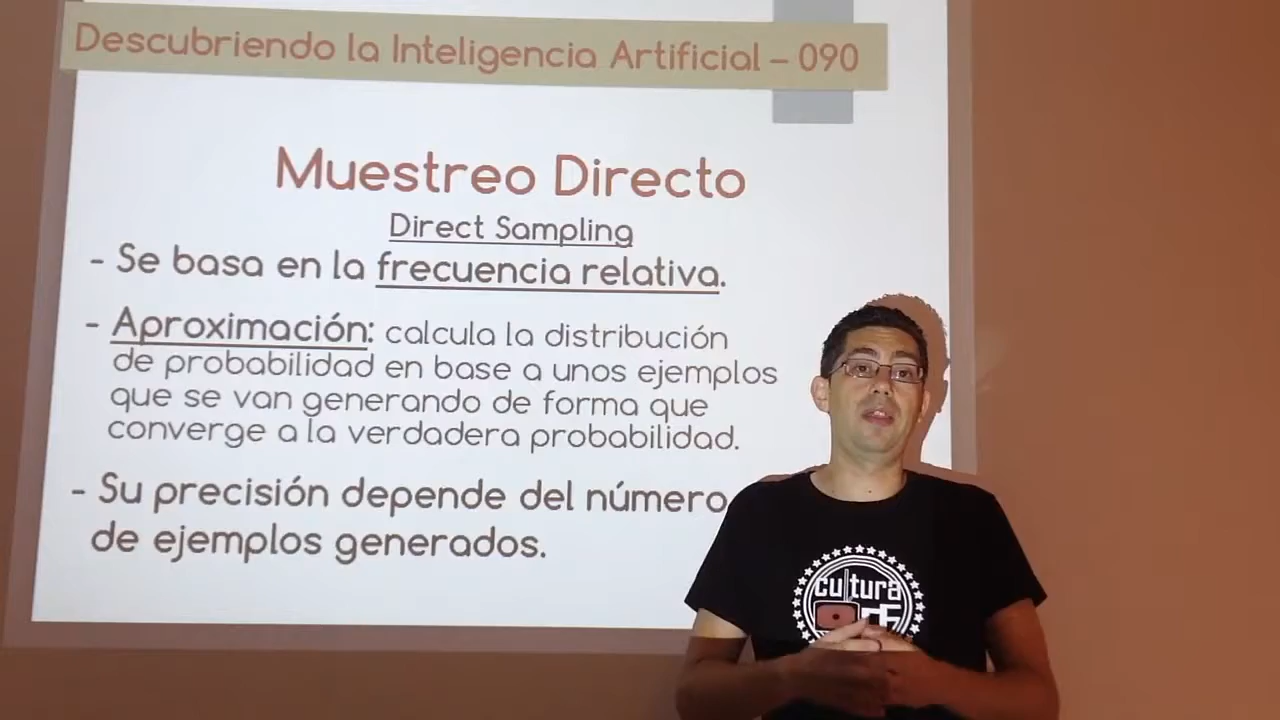 Descubriendo la Inteligencia Artificial – 090
Muestreo Directo
Direct Sampling
- Se basa en la frecuencia relativa.
- Aproximación: calcula la distribución
de probabilidad en base a unos ejemplos
que se van generando de forma que
converge a la verdadera probabilidad.
- Su precisión depende del número
de ejemplos generados.
cultura